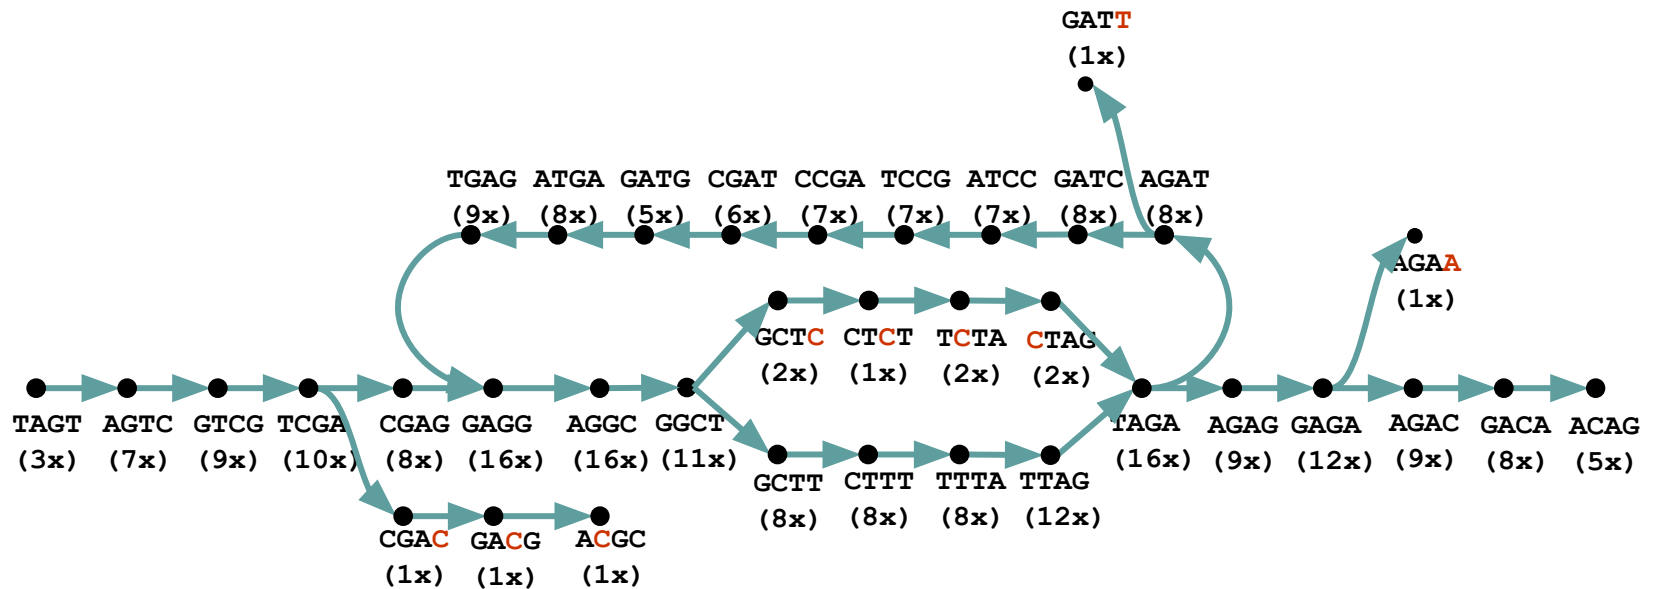 GATT
(1x)
TGAG ATGA GATG CGAT CCGA TCCG ATCC GATC AGAT
(9x) (8x) (5x) (6x) (7x) (7x) (7x) (8x) (8x)
AGAA
(1x)
GCTC CTCT TCTA CTAG
(2x) (1x) (2x) (2x)
TAGT AGTC GTCG TCGA CGAG GAGG AGGC GGCT TAGA AGAG GAGA AGAC GACA ACAG
(3x) (7x) (9x) (10x) (8x) (16x) (16x) (11x) (16x) (9x) (12x) (9x) (8x) (5x)
GCTT CTTT TTTA TTAG
(8x) (8x) (8x) (12x)
CGAC GACG ACGC
(1x) (1x) (1x)